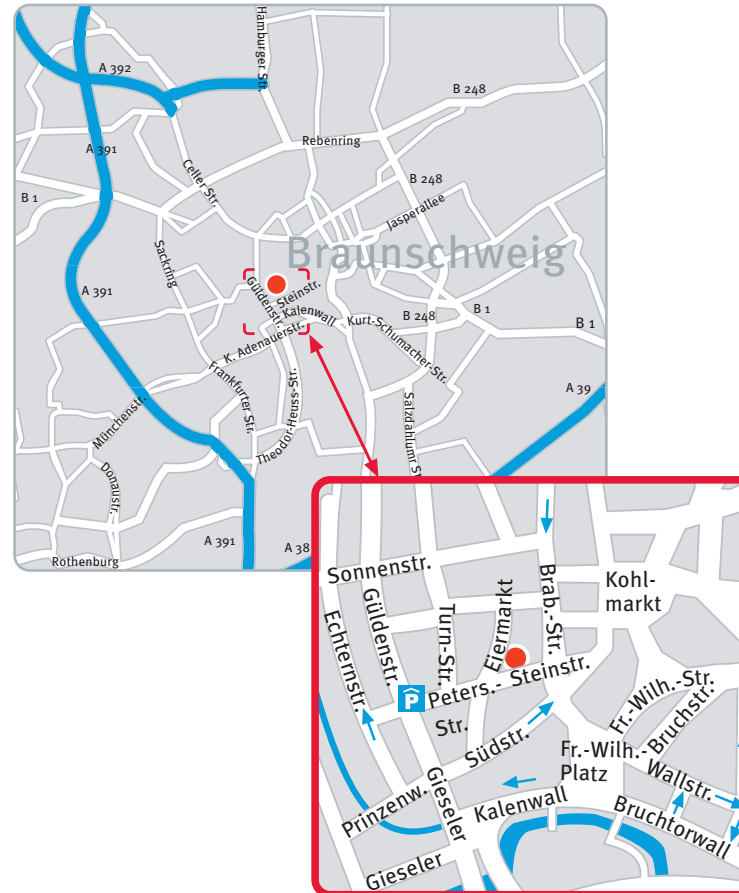 Hamburger Str.
A 392
B 248
A 391
Rebenring
Celler Str.
B 248
B 1
Jasperallee
Sackring
Braunschweig
A 391
Güldenstr.
Steinstr.
Kalenwall
B 248
B 1
B 1
Kurt-Schumacher-Str.
K. Adenauerstr.
Frankfurter Str.
Theodor-Heuss-Str.
A 39
Münchenstr.
Salzdahlumr S
Donaustr.
A 391
A 38
Rothenburg
Sonnenstr.
Echternstr.
Güldenstr.
Turn-Str.
Eiermarkt
Brab.-Str.
Kohl-
markt
P
Peters.-
Str.
Steinstr.
Südstr.
Fr.-Wilh.-Str.
Bruchstr.
Fr.-Wilh.-
Platz
Wallstr.
Prinzenw.
Gieseler
Kalenwall
Bruchtorwall
Gieseler